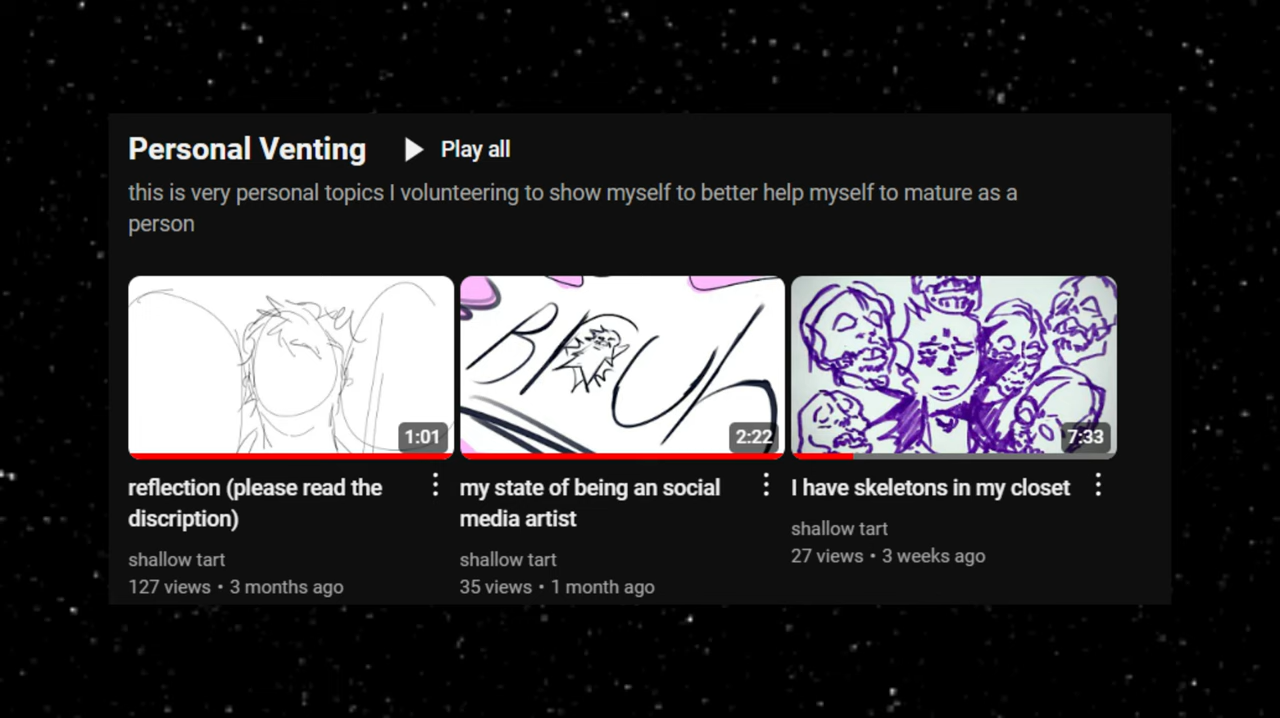 Personal Venting
Play all
this is very personal topics I volunteering to show myself to better help myself to mature as a
person
BRUh
1:01
2:22
7:33
reflection (please read the
discription)
shallow tart
127 views • 3 months ago
my state of being an social
media artist
shallow tart
35 views • 1 month ago
I have skeletons in my closet
shallow tart
27 views • 3 weeks ago